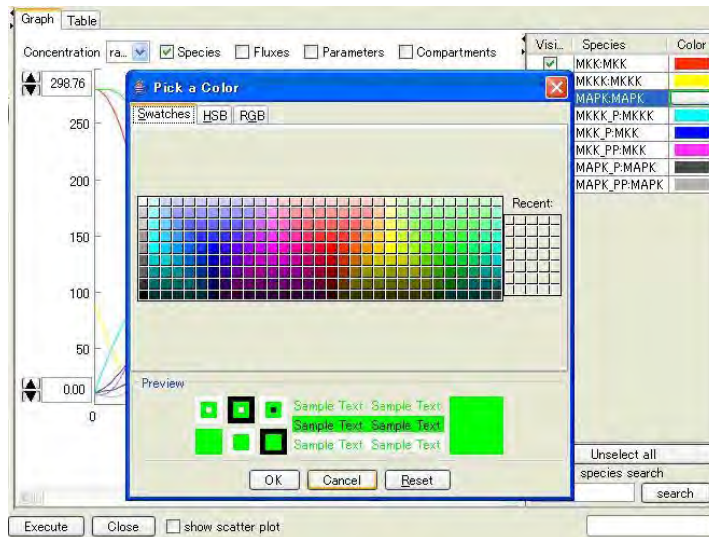 Graph Table
Concentration ra... Species Fluxes Parameters Compartments
Visi... Species Color
MKK:MKK
MKKK:MKKK
MAPK:MAPK
MKKK_P:MKKK
MKK_P:MKK
MKK_PP:MKK
MAPK_P:MAPK
MAPK_PP:MAPK
298.76
250
200
150
100
50
0.00
0
Pick a Color
Swatches HSB RGB
Recent:
Preview
Sample Text Sample Text
Sample Text Sample Text
Sample Text Sample Text
OK Cancel Reset
Unselect all
species search
search
Execute Close show scatter plot